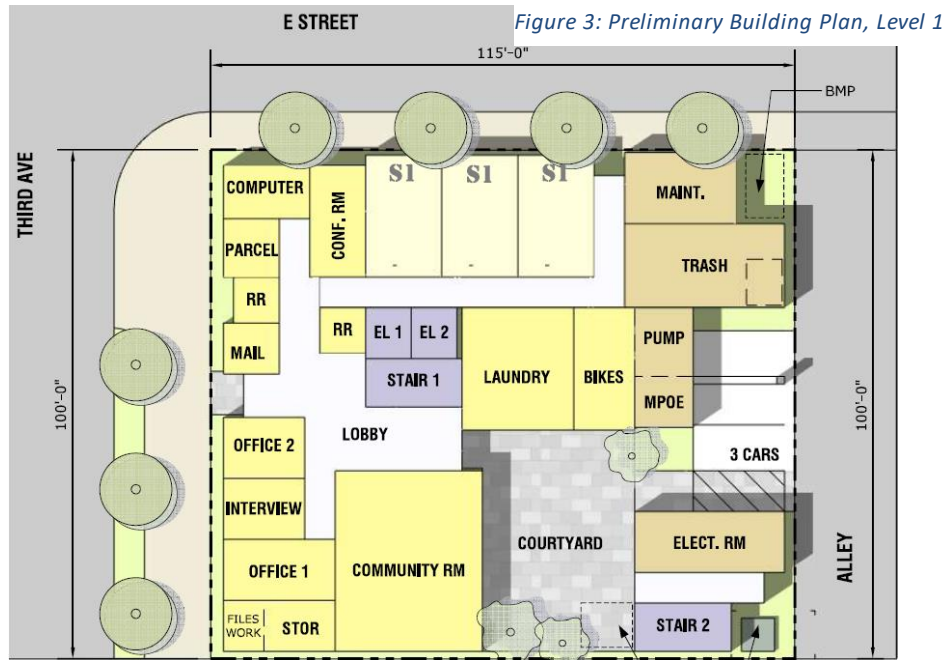 E STREET
Figure 3: Preliminary Building Plan, Level 1
115'-0"
BMP
THIRD AVE
COMPUTER
CONF. RM
S1
S1
S1
MAINT.
PARCEL
TRASH
RR
MAIL
RR
EL 1
EL 2
STAIR 1
LAUNDRY
BIKES
PUMP
MPOE
100'-0"
100'-0"
OFFICE 2
LOBBY
3 CARS
INTERVIEW
COURTYARD
ELECT. RM
OFFICE 1
COMMUNITY RM
ALLEY
FILES
WORK
STOR
STAIR 2